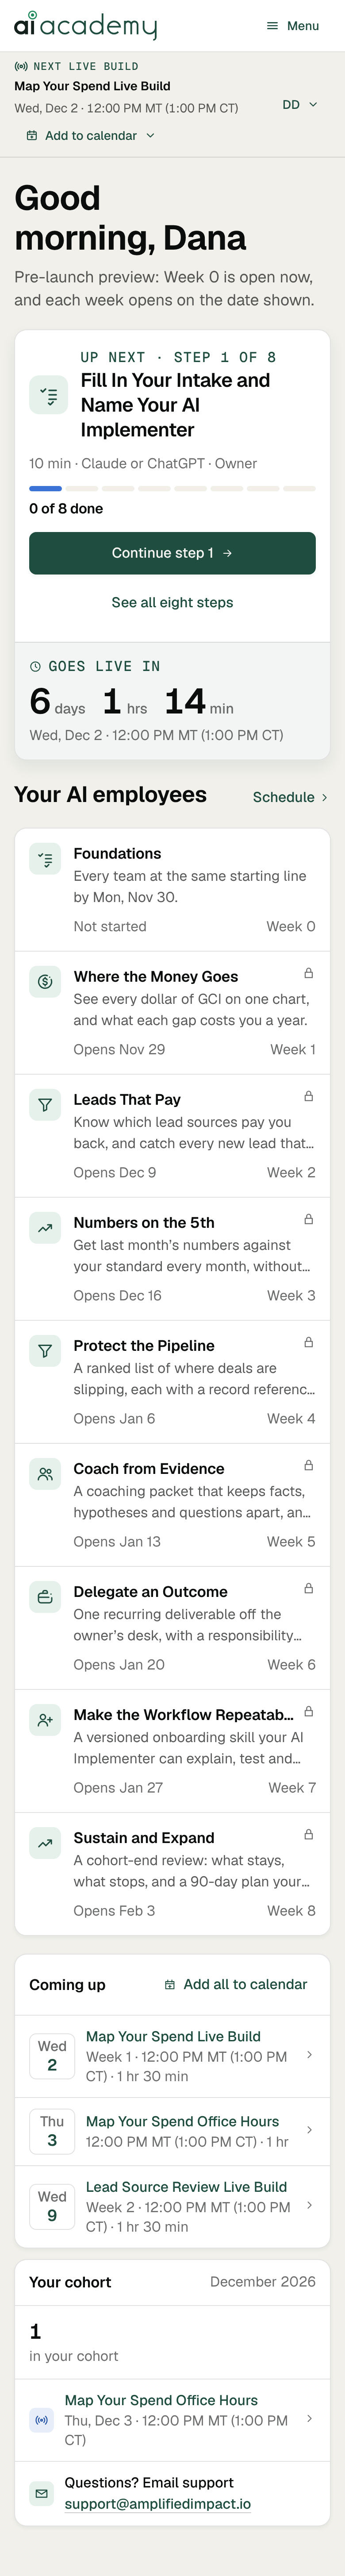 ai academy
Menu
NEXT LIVE BUILD
Map Your Spend Live Build
Wed, Dec 2 · 12:00 PM MT (1:00 PM CT)
DD
Add to calendar
Good
morning, Dana
Pre-launch preview: Week 0 is open now,
and each week opens on the date shown.
UP NEXT · STEP 1 OF 8
Fill In Your Intake and
Name Your AI
Implementer
10 min · Claude or ChatGPT · Owner
0 of 8 done
Continue step 1 →
See all eight steps
GOES LIVE IN
6 days 1 hrs 14 min
Wed, Dec 2 · 12:00 PM MT (1:00 PM CT)
Your AI employees
Schedule
Foundations
Every team at the same starting line
by Mon, Nov 30.
Not started Week 0
Where the Money Goes
See every dollar of GCI on one chart,
and what each gap costs you a year.
Opens Nov 29 Week 1
Leads That Pay
Know which lead sources pay you
back, and catch every new lead that…
Opens Dec 9 Week 2
Numbers on the 5th
Get last month’s numbers against
your standard every month, without…
Opens Dec 16 Week 3
Protect the Pipeline
A ranked list of where deals are
slipping, each with a record referenc…
Opens Jan 6 Week 4
Coach from Evidence
A coaching packet that keeps facts,
hypotheses and questions apart, an…
Opens Jan 13 Week 5
Delegate an Outcome
One recurring deliverable off the
owner’s desk, with a responsibility…
Opens Jan 20 Week 6
Make the Workflow Repeatab…
A versioned onboarding skill your AI
Implementer can explain, test and…
Opens Jan 27 Week 7
Sustain and Expand
A cohort-end review: what stays,
what stops, and a 90-day plan your…
Opens Feb 3 Week 8
Coming up
Add all to calendar
Wed
2
Map Your Spend Live Build
Week 1 · 12:00 PM MT (1:00 PM
CT) · 1 hr 30 min
Thu
3
Map Your Spend Office Hours
12:00 PM MT (1:00 PM CT) · 1 hr
Wed
9
Lead Source Review Live Build
Week 2 · 12:00 PM MT (1:00 PM
CT) · 1 hr 30 min
Your cohort
December 2026
1
in your cohort
Map Your Spend Office Hours
Thu, Dec 3 · 12:00 PM MT (1:00 PM
CT)
Questions? Email support
support@amplifiedimpact.io